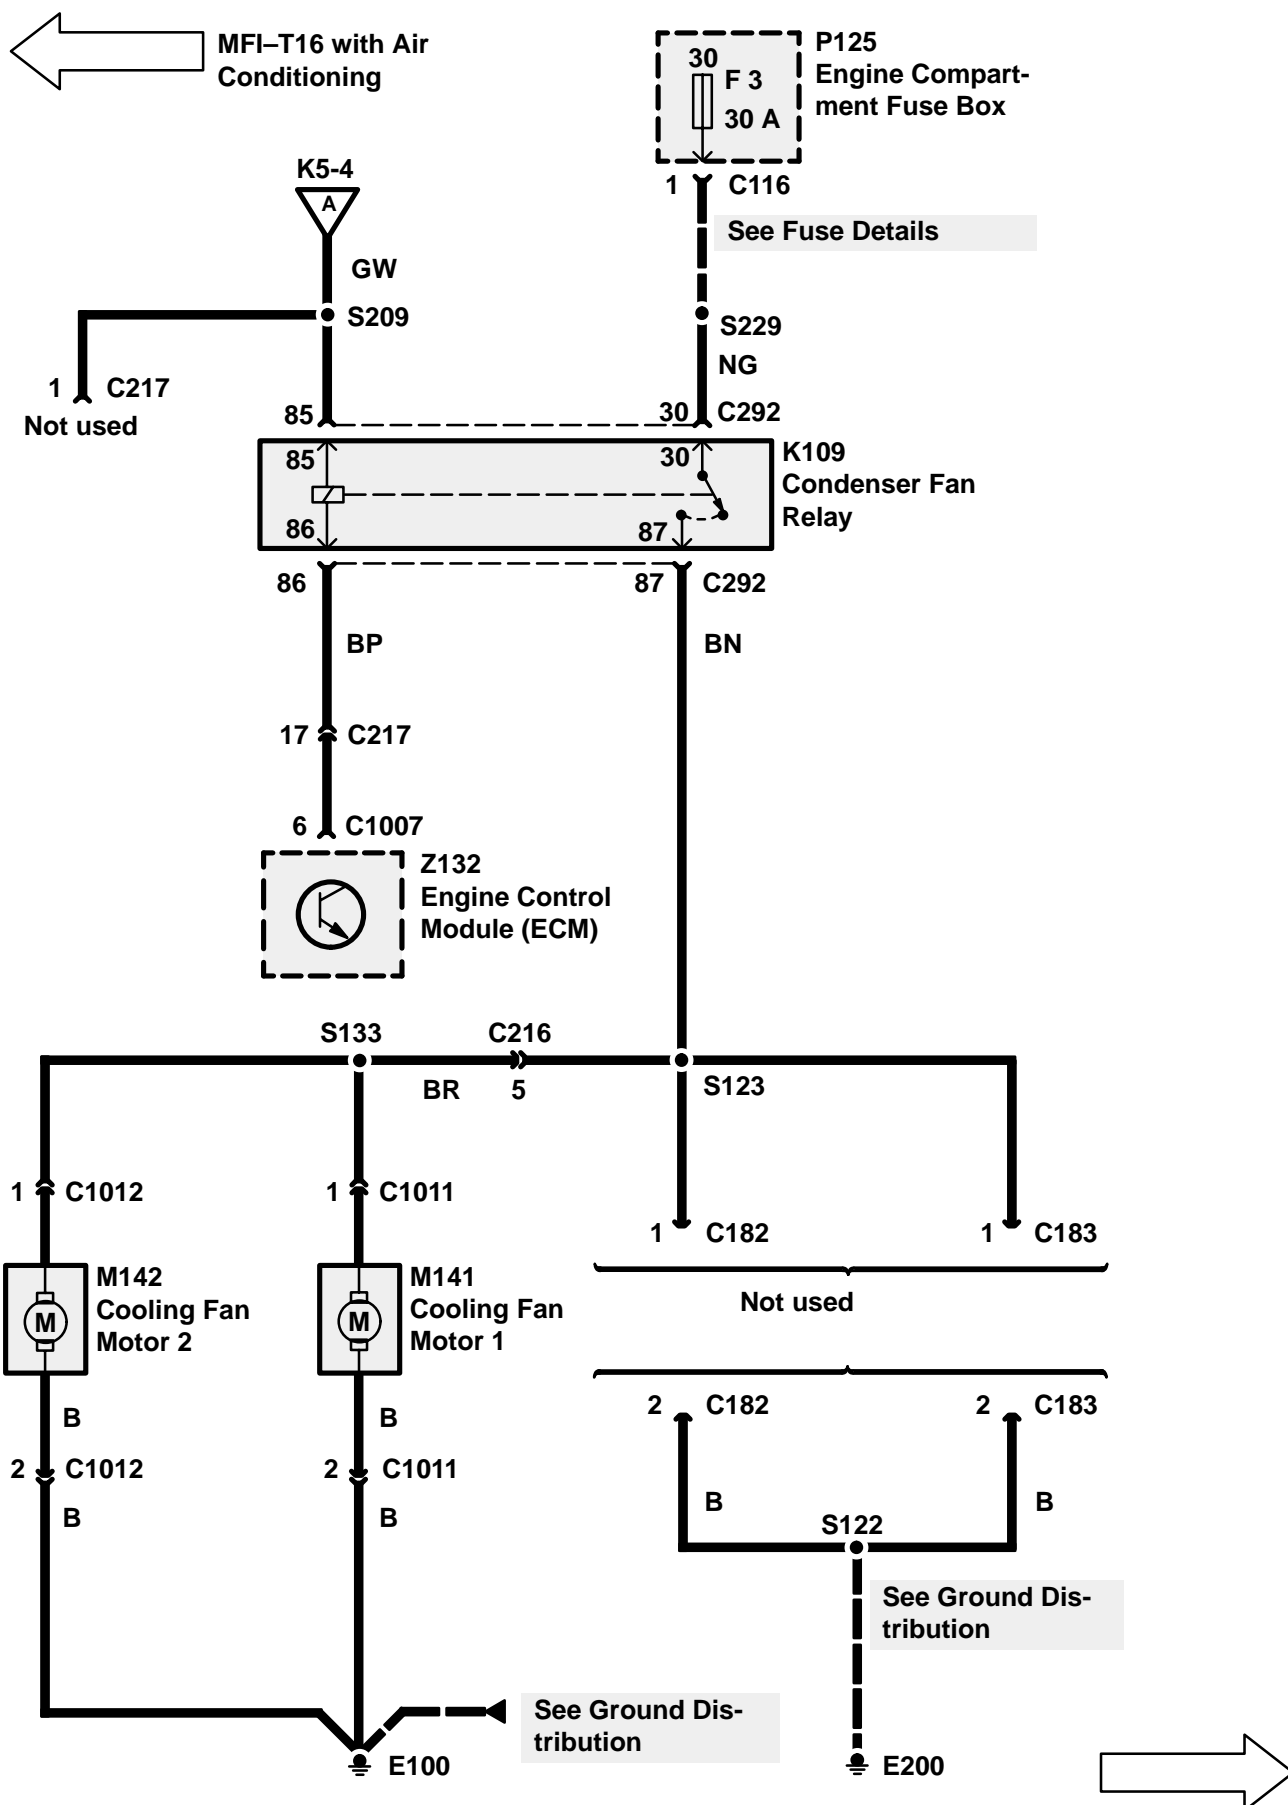 MFI–T16 with Air
Conditioning
30
F 3
30 A
P125
Engine Compart-
ment Fuse Box
K5-4
A
1 C116
See Fuse Details
GW
S209
S229
NG
1 C217
Not used
85
30 C292
85
30
K109
Condenser Fan
Relay
86
87
86
87 C292
BP
BN
17 C217
6 C1007
Z132
Engine Control
Module (ECM)
S133
C216
BR
5
S123
1 C1012
1 C1011
1 C182
1 C183
M142
Cooling Fan
Motor 2
M
M141
Cooling Fan
Motor 1
M
Not used
B
B
2 C182
2 C183
2 C1012
2 C1011
B
B
B
B
S122
See Ground Dis-
tribution
See Ground Dis-
tribution
E100
E200